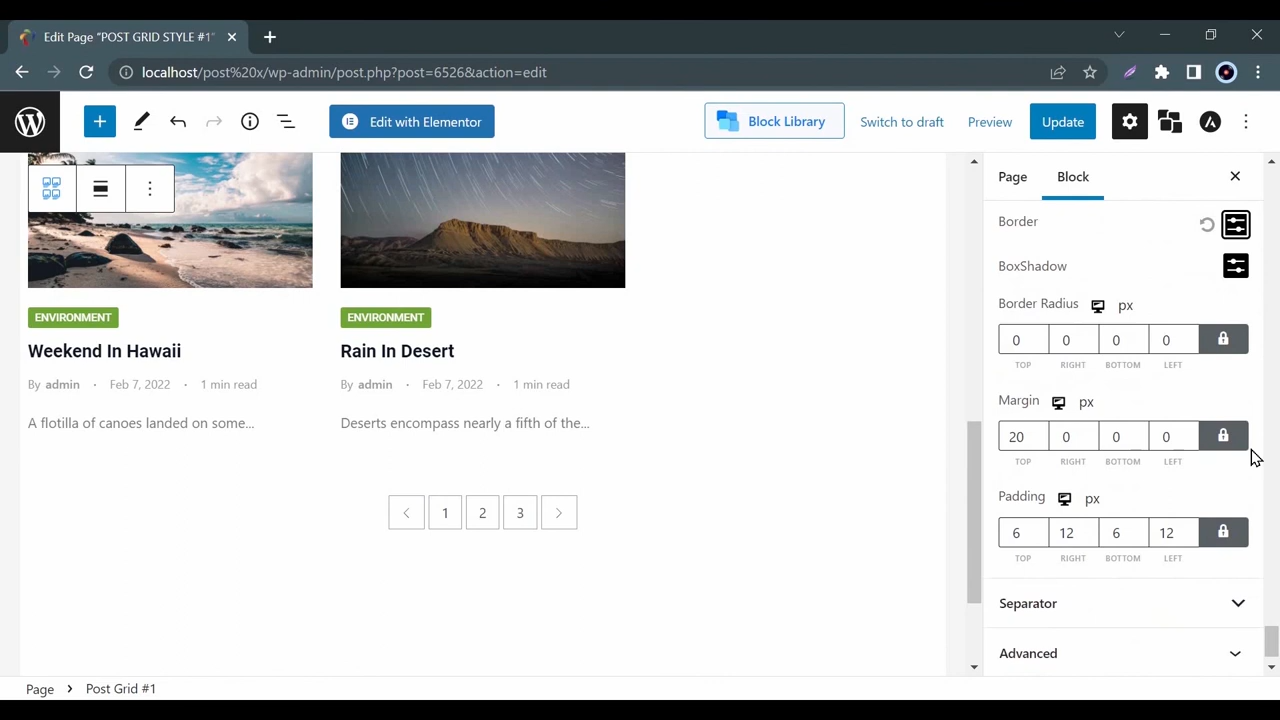 Edit Page “POST GRID STYLE #1”
localhost/post%20x/wp-admin/post.php?post=6526&action=edit
Edit with Elementor
Block Library
Switch to draft
Preview
Update
Page
Block
Border
BoxShadow
Border Radius px
0 0 0 0
TOP RIGHT BOTTOM LEFT
Margin px
20 0 0 0
TOP RIGHT BOTTOM LEFT
Padding px
6 12 6 12
TOP RIGHT BOTTOM LEFT
Separator
Advanced
ENVIRONMENT
Weekend In Hawaii
By admin • Feb 7, 2022 • 1 min read
A flotilla of canoes landed on some...
ENVIRONMENT
Rain In Desert
By admin • Feb 7, 2022 • 1 min read
Deserts encompass nearly a fifth of the...
1 2 3
Page > Post Grid #1